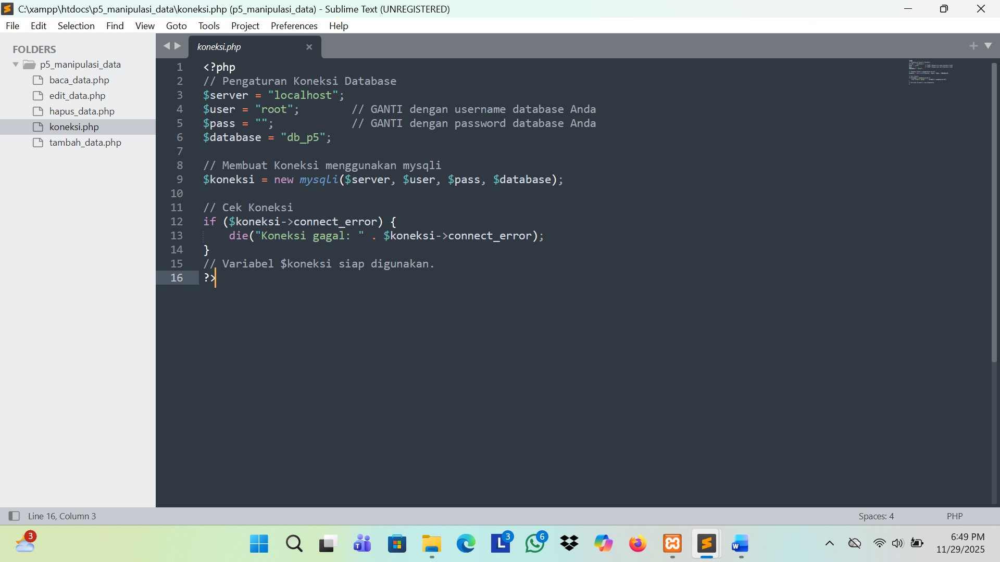 C:\xampp\htdocs\p5_manipulasi_data\koneksi.php (p5_manipulasi_data) - Sublime Text (UNREGISTERED)
File Edit Selection Find View Goto Tools Project Preferences Help
FOLDERS
p5_manipulasi_data
baca_data.php
edit_data.php
hapus_data.php
koneksi.php
tambah_data.php
koneksi.php
1 <?php
2 // Pengaturan Koneksi Database
3 $server = "localhost";
4 $user = "root";        // GANTI dengan username database Anda
5 $pass = "";            // GANTI dengan password database Anda
6 $database = "db_p5";
7
8 // Membuat Koneksi menggunakan mysqli
9 $koneksi = new mysqli($server, $user, $pass, $database);
10
11 // Cek Koneksi
12 if ($koneksi->connect_error) {
13     die("Koneksi gagal: " . $koneksi->connect_error);
14 }
15 // Variabel $koneksi siap digunakan.
16 ?>
Line 16, Column 3
Spaces: 4
PHP
3
3
6
6:49 PM
11/29/2025